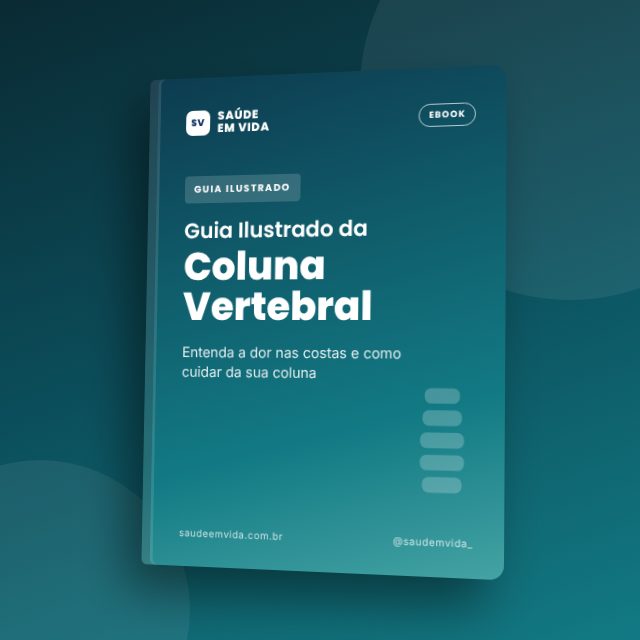 SV
SAÚDE
EM VIDA
EBOOK
GUIA ILUSTRADO
Guia Ilustrado da
Coluna
Vertebral
Entenda a dor nas costas e como
cuidar da sua coluna
saudeemvida.com.br
@saudemvida_